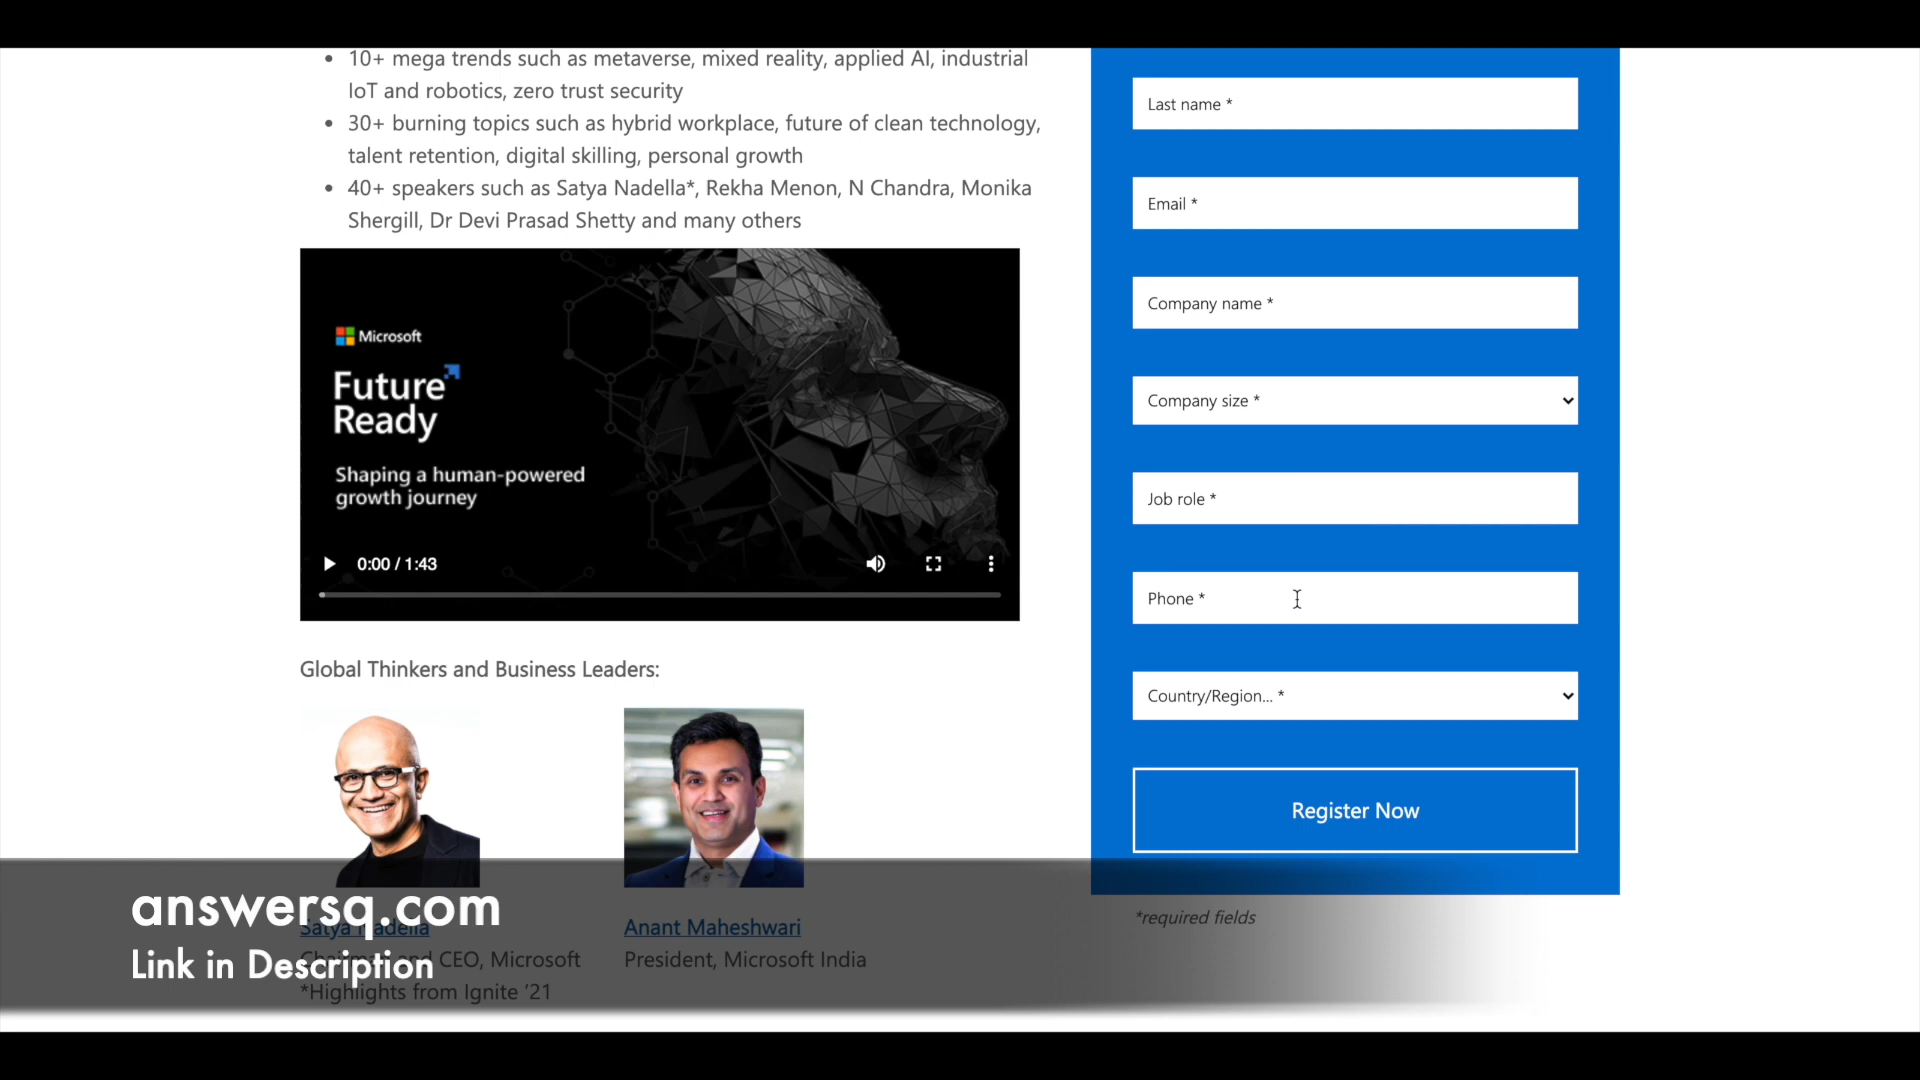 10+ mega trends such as metaverse, mixed reality, applied AI, industrial
IoT and robotics, zero trust security
30+ burning topics such as hybrid workplace, future of clean technology,
talent retention, digital skilling, personal growth
40+ speakers such as Satya Nadella*, Rekha Menon, N Chandra, Monika
Shergill, Dr Devi Prasad Shetty and many others
Microsoft
Future
Ready
Shaping a human-powered
growth journey
0:00 / 1:43
Global Thinkers and Business Leaders:
Satya Nadella
Chairman and CEO, Microsoft
*Highlights from Ignite '21
Anant Maheshwari
President, Microsoft India
Last name *
Email *
Company name *
Company size *
Job role *
Phone *
Country/Region... *
Register Now
*required fields
answersq.com
Link in Description